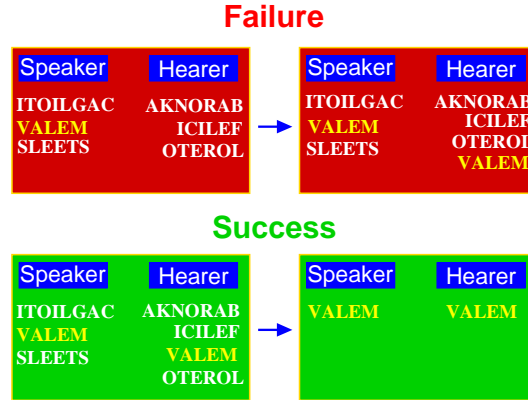 Failure
Speaker Hearer
ITOILGAC AKNORAB
VALEM ICILEF
SLEETS OTEROL
Speaker Hearer
ITOILGAC AKNORAB
VALEM ICILEF
SLEETS OTEROL
VALEM
Success
Speaker Hearer
ITOILGAC AKNORAB
VALEM ICILEF
SLEETS VALEM
OTEROL
Speaker Hearer
VALEM VALEM